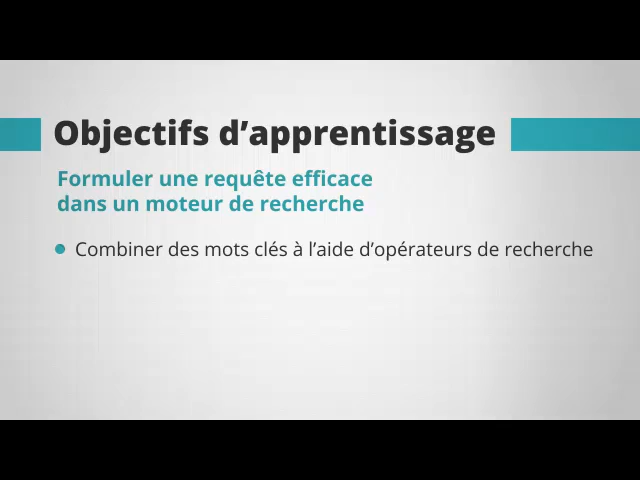 Objectifs d’apprentissage
Formuler une requête efficace
dans un moteur de recherche
Combiner des mots clés à l’aide d’opérateurs de recherche